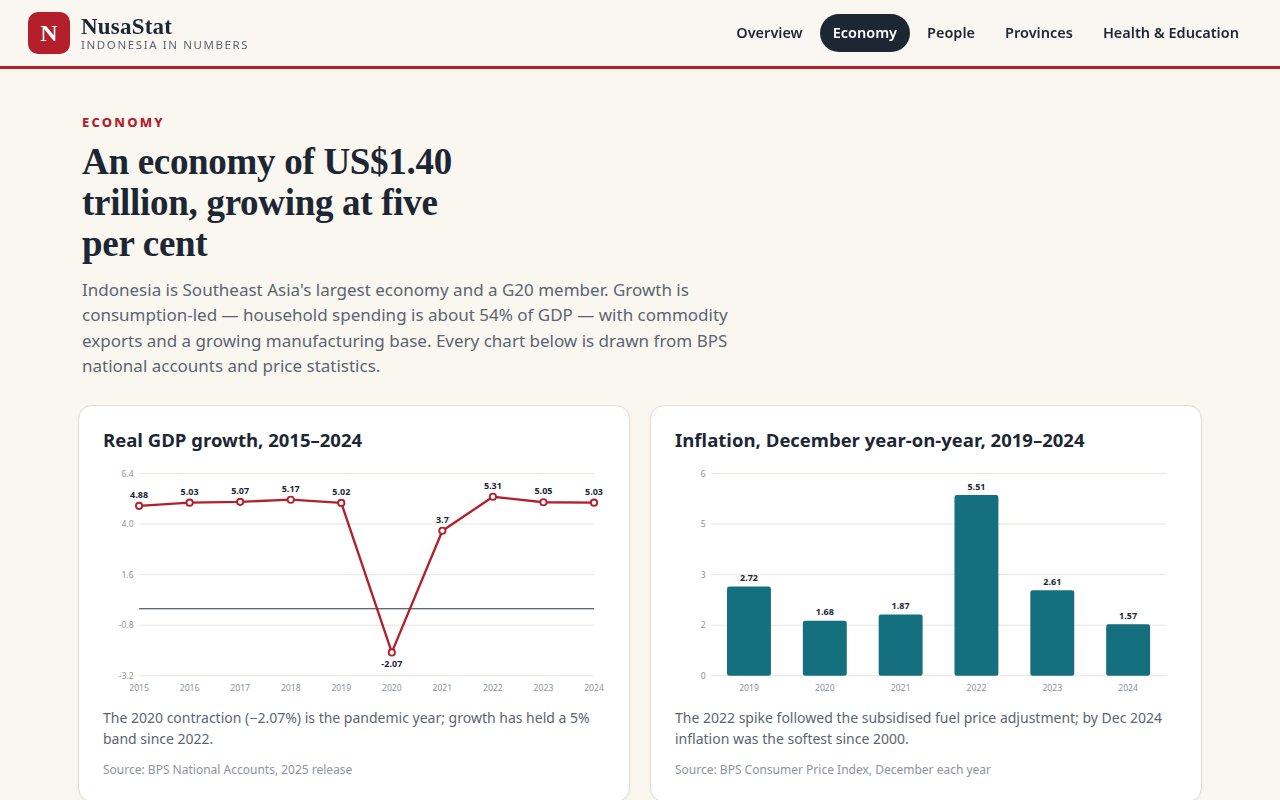 N
NusaStat
INDONESIA IN NUMBERS
Overview
Economy
People
Provinces
Health & Education
ECONOMY
An economy of US$1.40
trillion, growing at five
per cent
Indonesia is Southeast Asia's largest economy and a G20 member. Growth is
consumption-led — household spending is about 54% of GDP — with commodity
exports and a growing manufacturing base. Every chart below is drawn from BPS
national accounts and price statistics.
Real GDP growth, 2015–2024
6.4
4.0
1.6
-0.8
-3.2
4.88
5.03
5.07
5.17
5.02
-2.07
3.7
5.31
5.05
5.03
2015
2016
2017
2018
2019
2020
2021
2022
2023
2024
The 2020 contraction (−2.07%) is the pandemic year; growth has held a 5%
band since 2022.
Source: BPS National Accounts, 2025 release
Inflation, December year-on-year, 2019–2024
6
5
3
2
0
2.72
1.68
1.87
5.51
2.61
1.57
2019
2020
2021
2022
2023
2024
The 2022 spike followed the subsidised fuel price adjustment; by Dec 2024
inflation was the softest since 2000.
Source: BPS Consumer Price Index, December each year